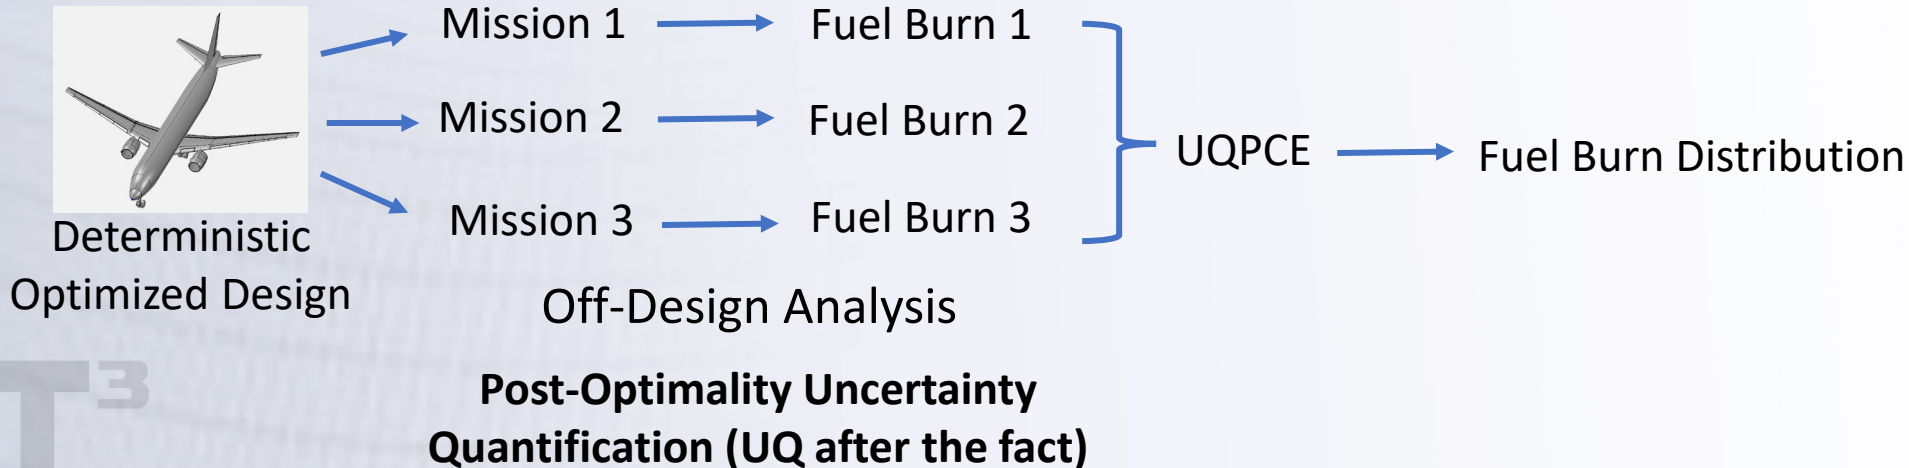 Mission 1
Fuel Burn 1
Mission 2
Fuel Burn 2
UQPCE
Fuel Burn Distribution
Mission 3
Fuel Burn 3
Deterministic
Optimized Design
Off-Design Analysis
Post-Optimality Uncertainty
Quantification (UQ after the fact)
T³